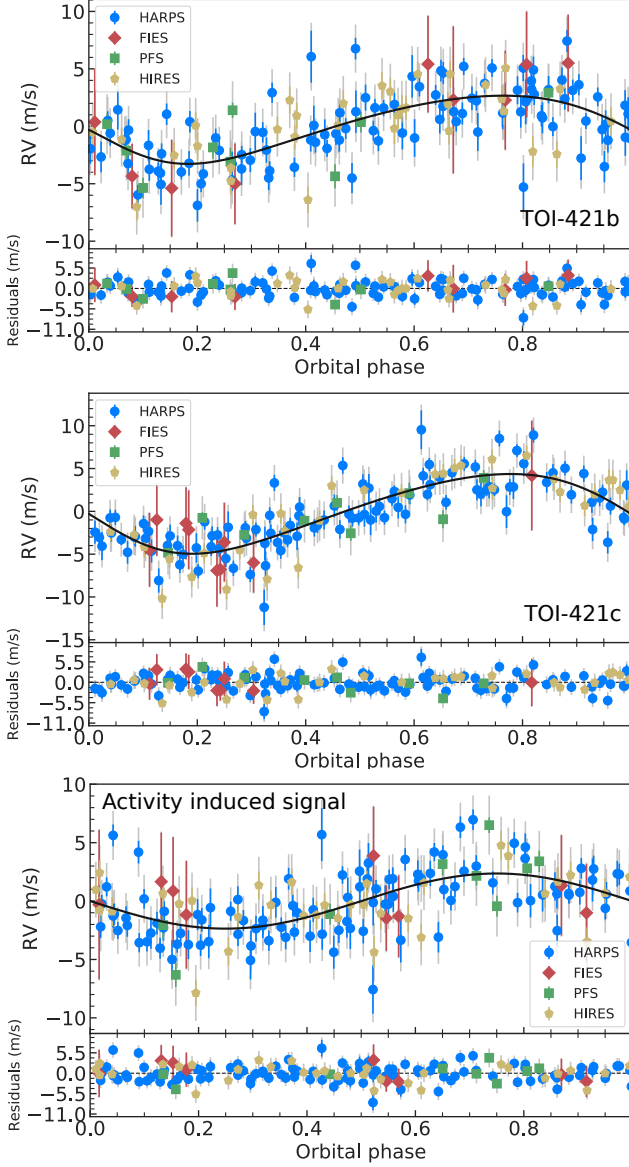 10
5
0
−5
−10
RV (m/s)
HARPS
FIES
PFS
HIRES
TOI-421b
5.5
0.0
−5.5
−11.0
Residuals (m/s)
0.0 0.2 0.4 0.6 0.8
Orbital phase
10
5
0
−5
−10
−15
RV (m/s)
HARPS
FIES
PFS
HIRES
TOI-421c
5.5
0.0
−5.5
−11.0
Residuals (m/s)
0.0 0.2 0.4 0.6 0.8
Orbital phase
Activity induced signal
10
5
0
−5
−10
RV (m/s)
HARPS
FIES
PFS
HIRES
5.5
0.0
−5.5
−11.0
Residuals (m/s)
0.0 0.2 0.4 0.6 0.8
Orbital phase